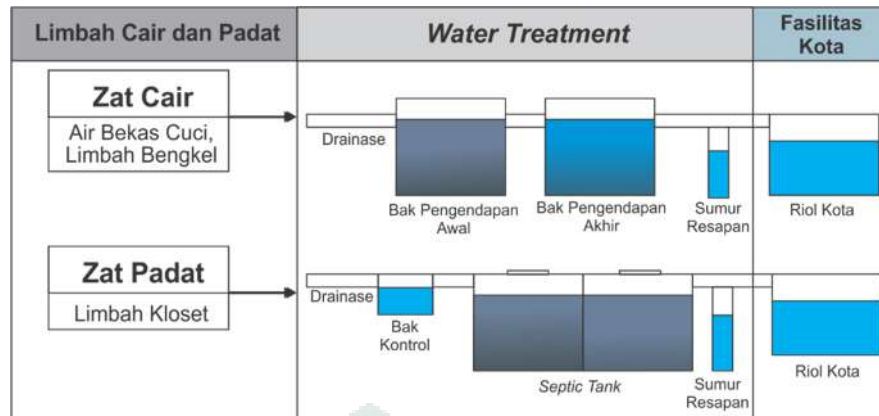 Limbah Cair dan Padat
Water Treatment
Fasilitas
Kota
Zat Cair
Air Bekas Cuci,
Limbah Bengkel
Drainase
Bak Pengendapan
Awal
Bak Pengendapan
Akhir
Sumur
Resapan
Riol Kota
Zat Padat
Limbah Kloset
Drainase
Bak
Kontrol
Septic Tank
Sumur
Resapan
Riol Kota